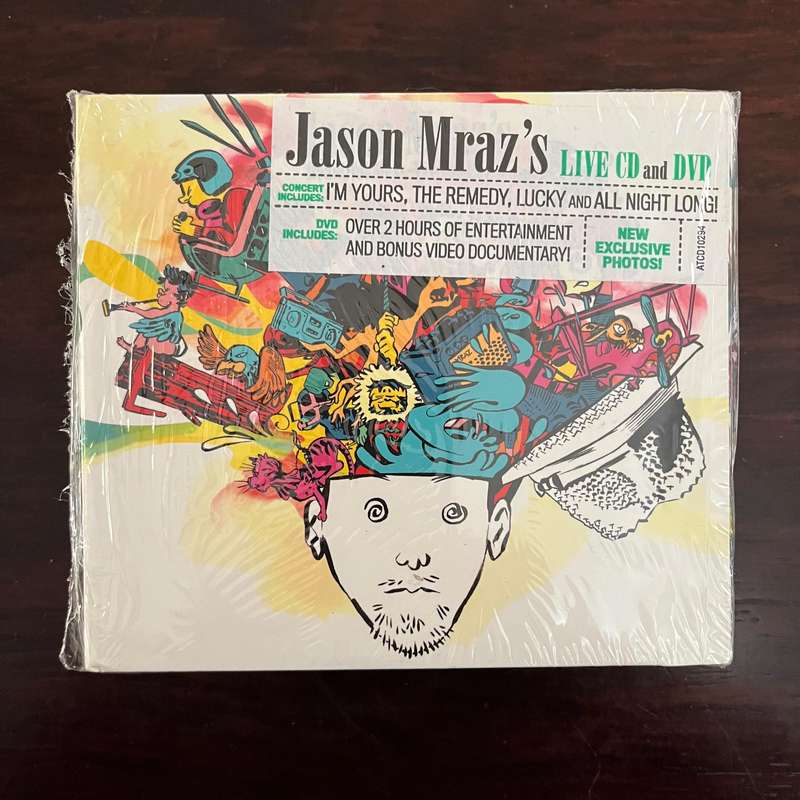 Jason Mraz's LIVE CD and DVD
CONCERT INCLUDES: I'M YOURS, THE REMEDY, LUCKY AND ALL NIGHT LONG!
DVD INCLUDES: OVER 2 HOURS OF ENTERTAINMENT
AND BONUS VIDEO DOCUMENTARY!
NEW
EXCLUSIVE
PHOTOS!
ATCD10294